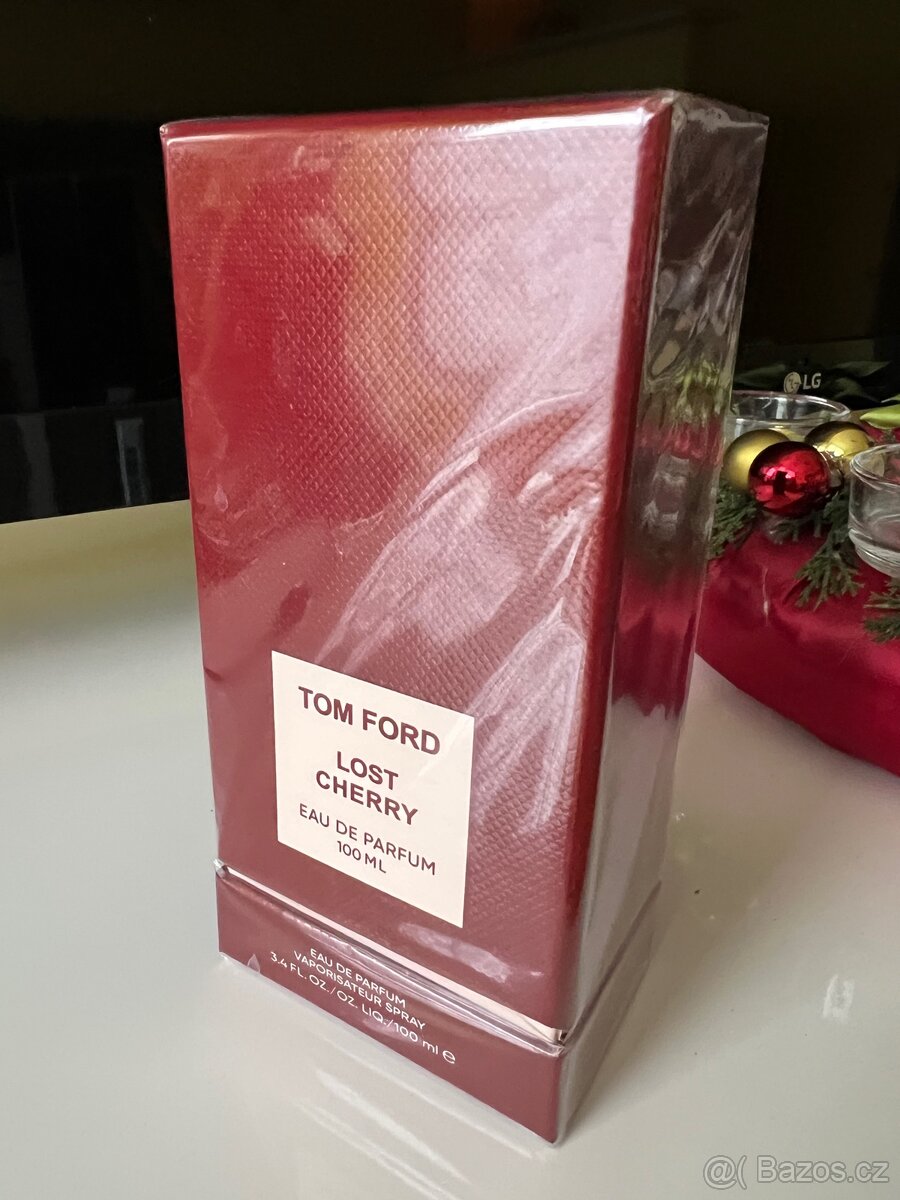 LG
TOM FORD
LOST
CHERRY
EAU DE PARFUM
100 ML
EAU DE PARFUM
VAPORISATEUR SPRAY
3.4 FL. OZ./OZ. LIQ./100 ml ℮
@( Bazos.cz